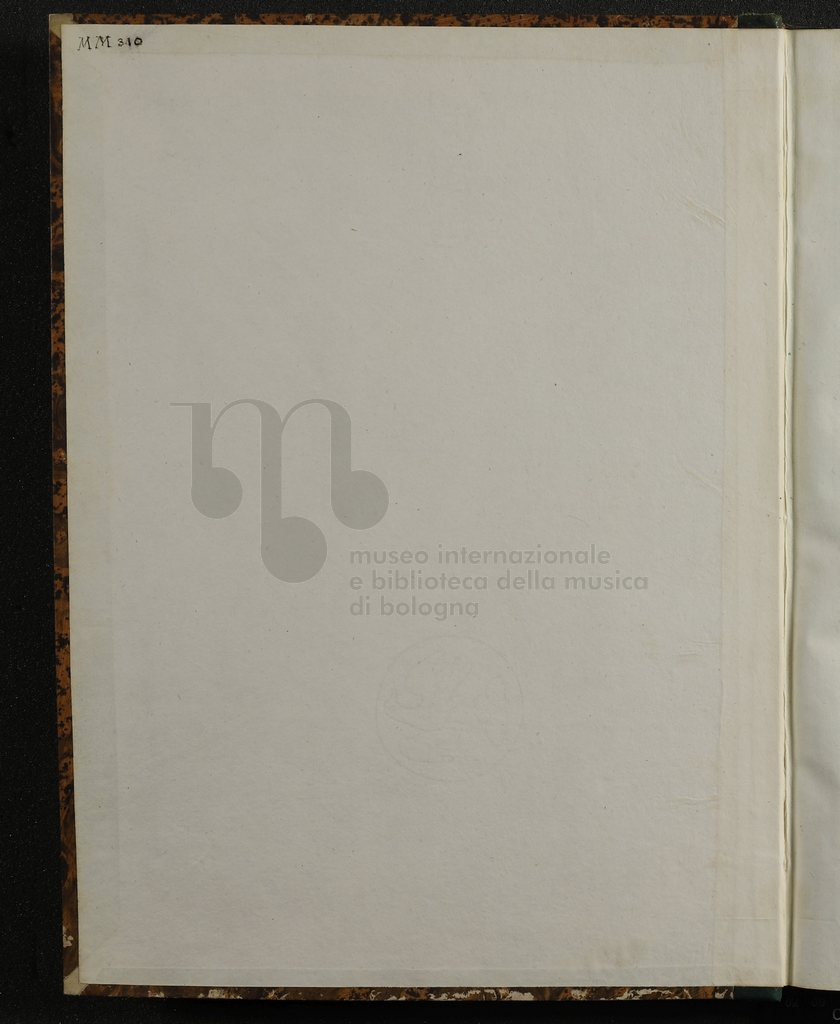 MM 310
museo internazionale
e biblioteca della musica
di bologna